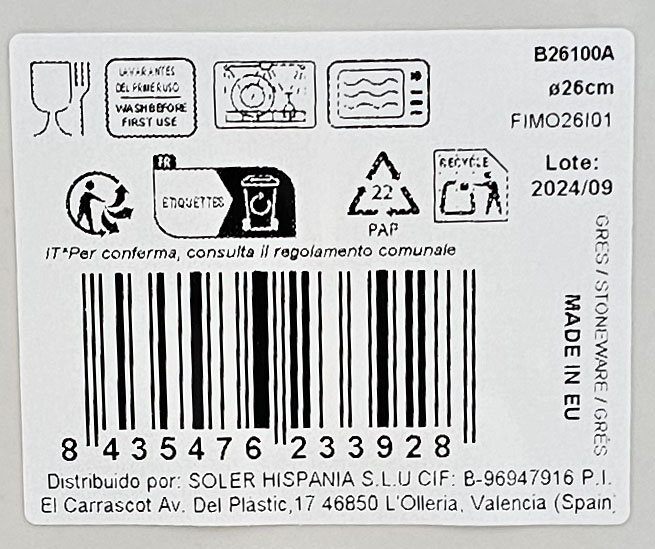 LAVAR ANTES
DEL PRIMER USO
WASH BEFORE
FIRST USE
B26100A
ø26cm
FIMO26I01
FR
ETIQUETTES
22
PAP
RECYCLE
Lote:
2024/09
IT*Per conferma, consulta il regolamento comunale
GRES / STONEWARE / GRÈS
MADE IN EU
8 435476 233928
Distribuido por: SOLER HISPANIA S.L.U CIF: B-96947916 P.I.
El Carrascot Av. Del Plàstic,17 46850 L'Olleria, Valencia (Spain)